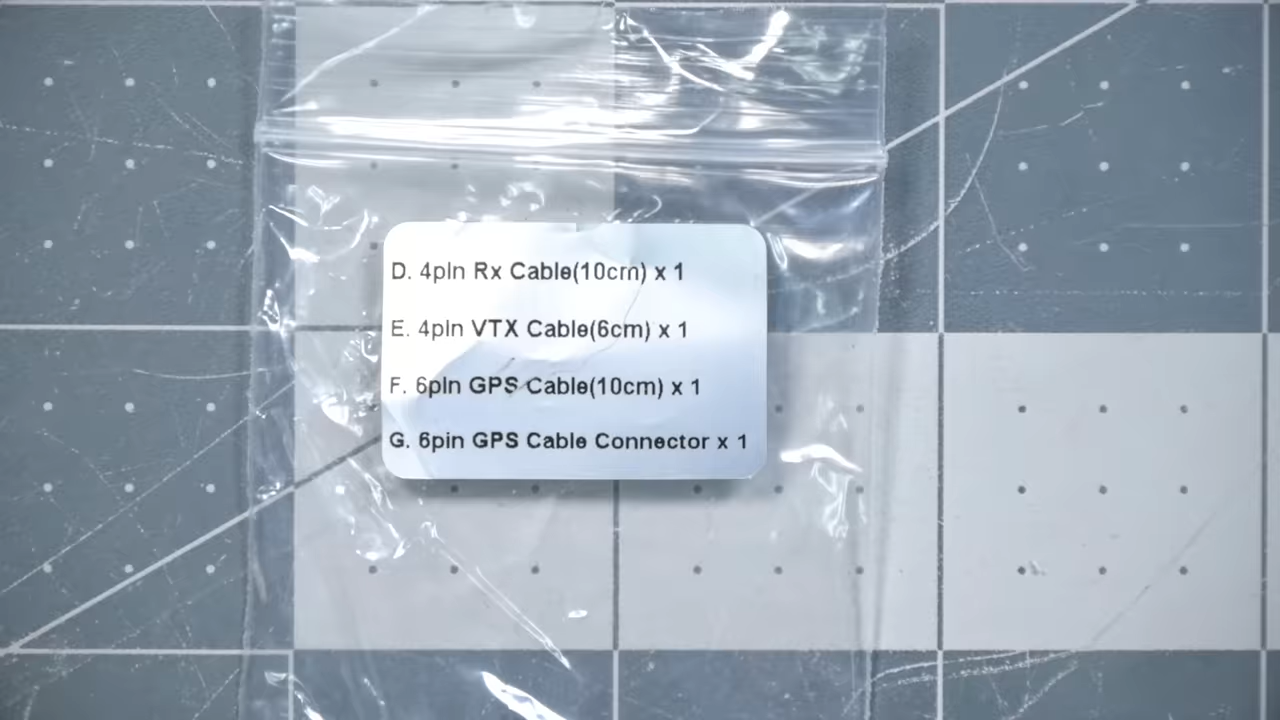 D. 4pin Rx Cable(10cm) x 1
E. 4pin VTX Cable(6cm) x 1
F. 6pin GPS Cable(10cm) x 1
G. 6pin GPS Cable Connector x 1